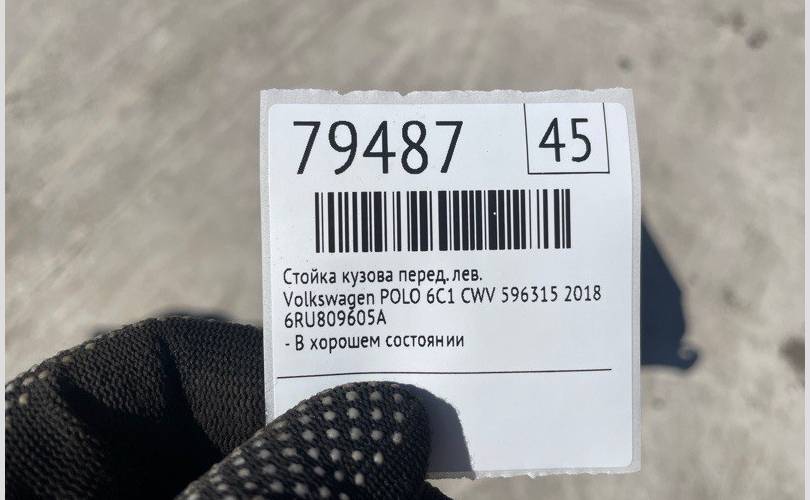 79487
45
Стойка кузова перед. лев.
Volkswagen POLO 6C1 CWV 596315 2018
6RU809605A
- В хорошем состоянии